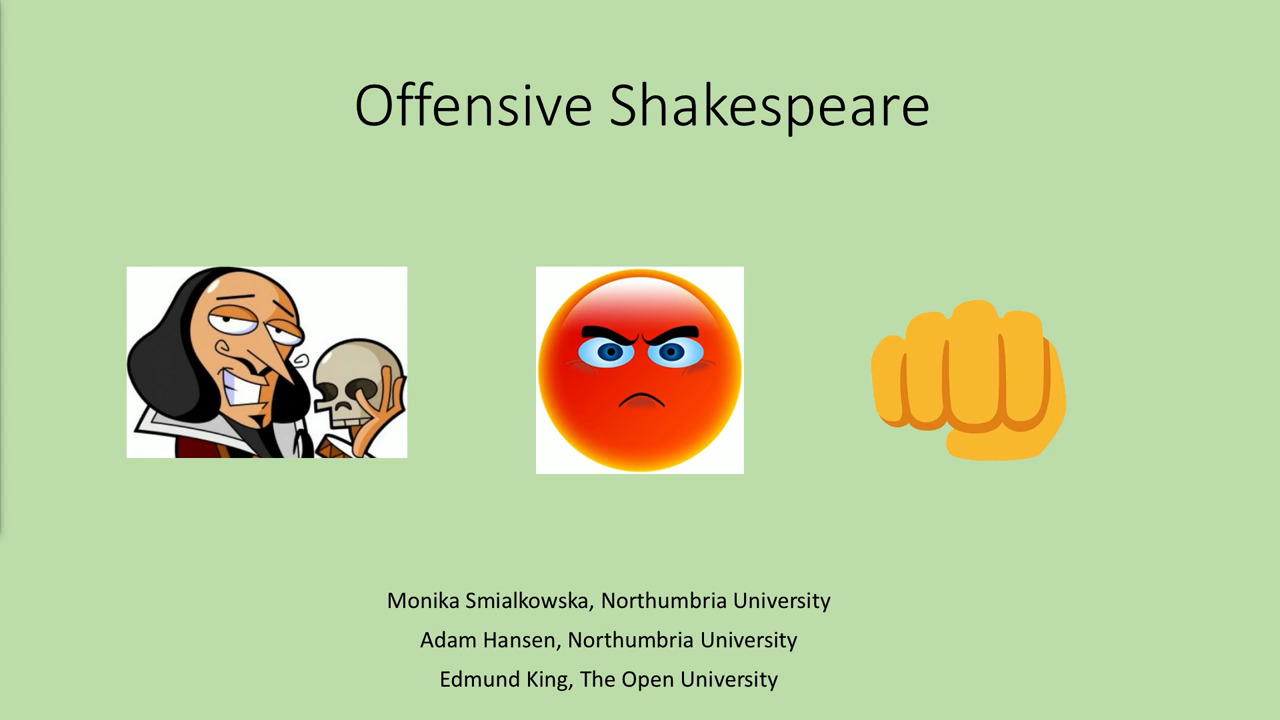 Offensive Shakespeare
Monika Smialkowska, Northumbria University
Adam Hansen, Northumbria University
Edmund King, The Open University